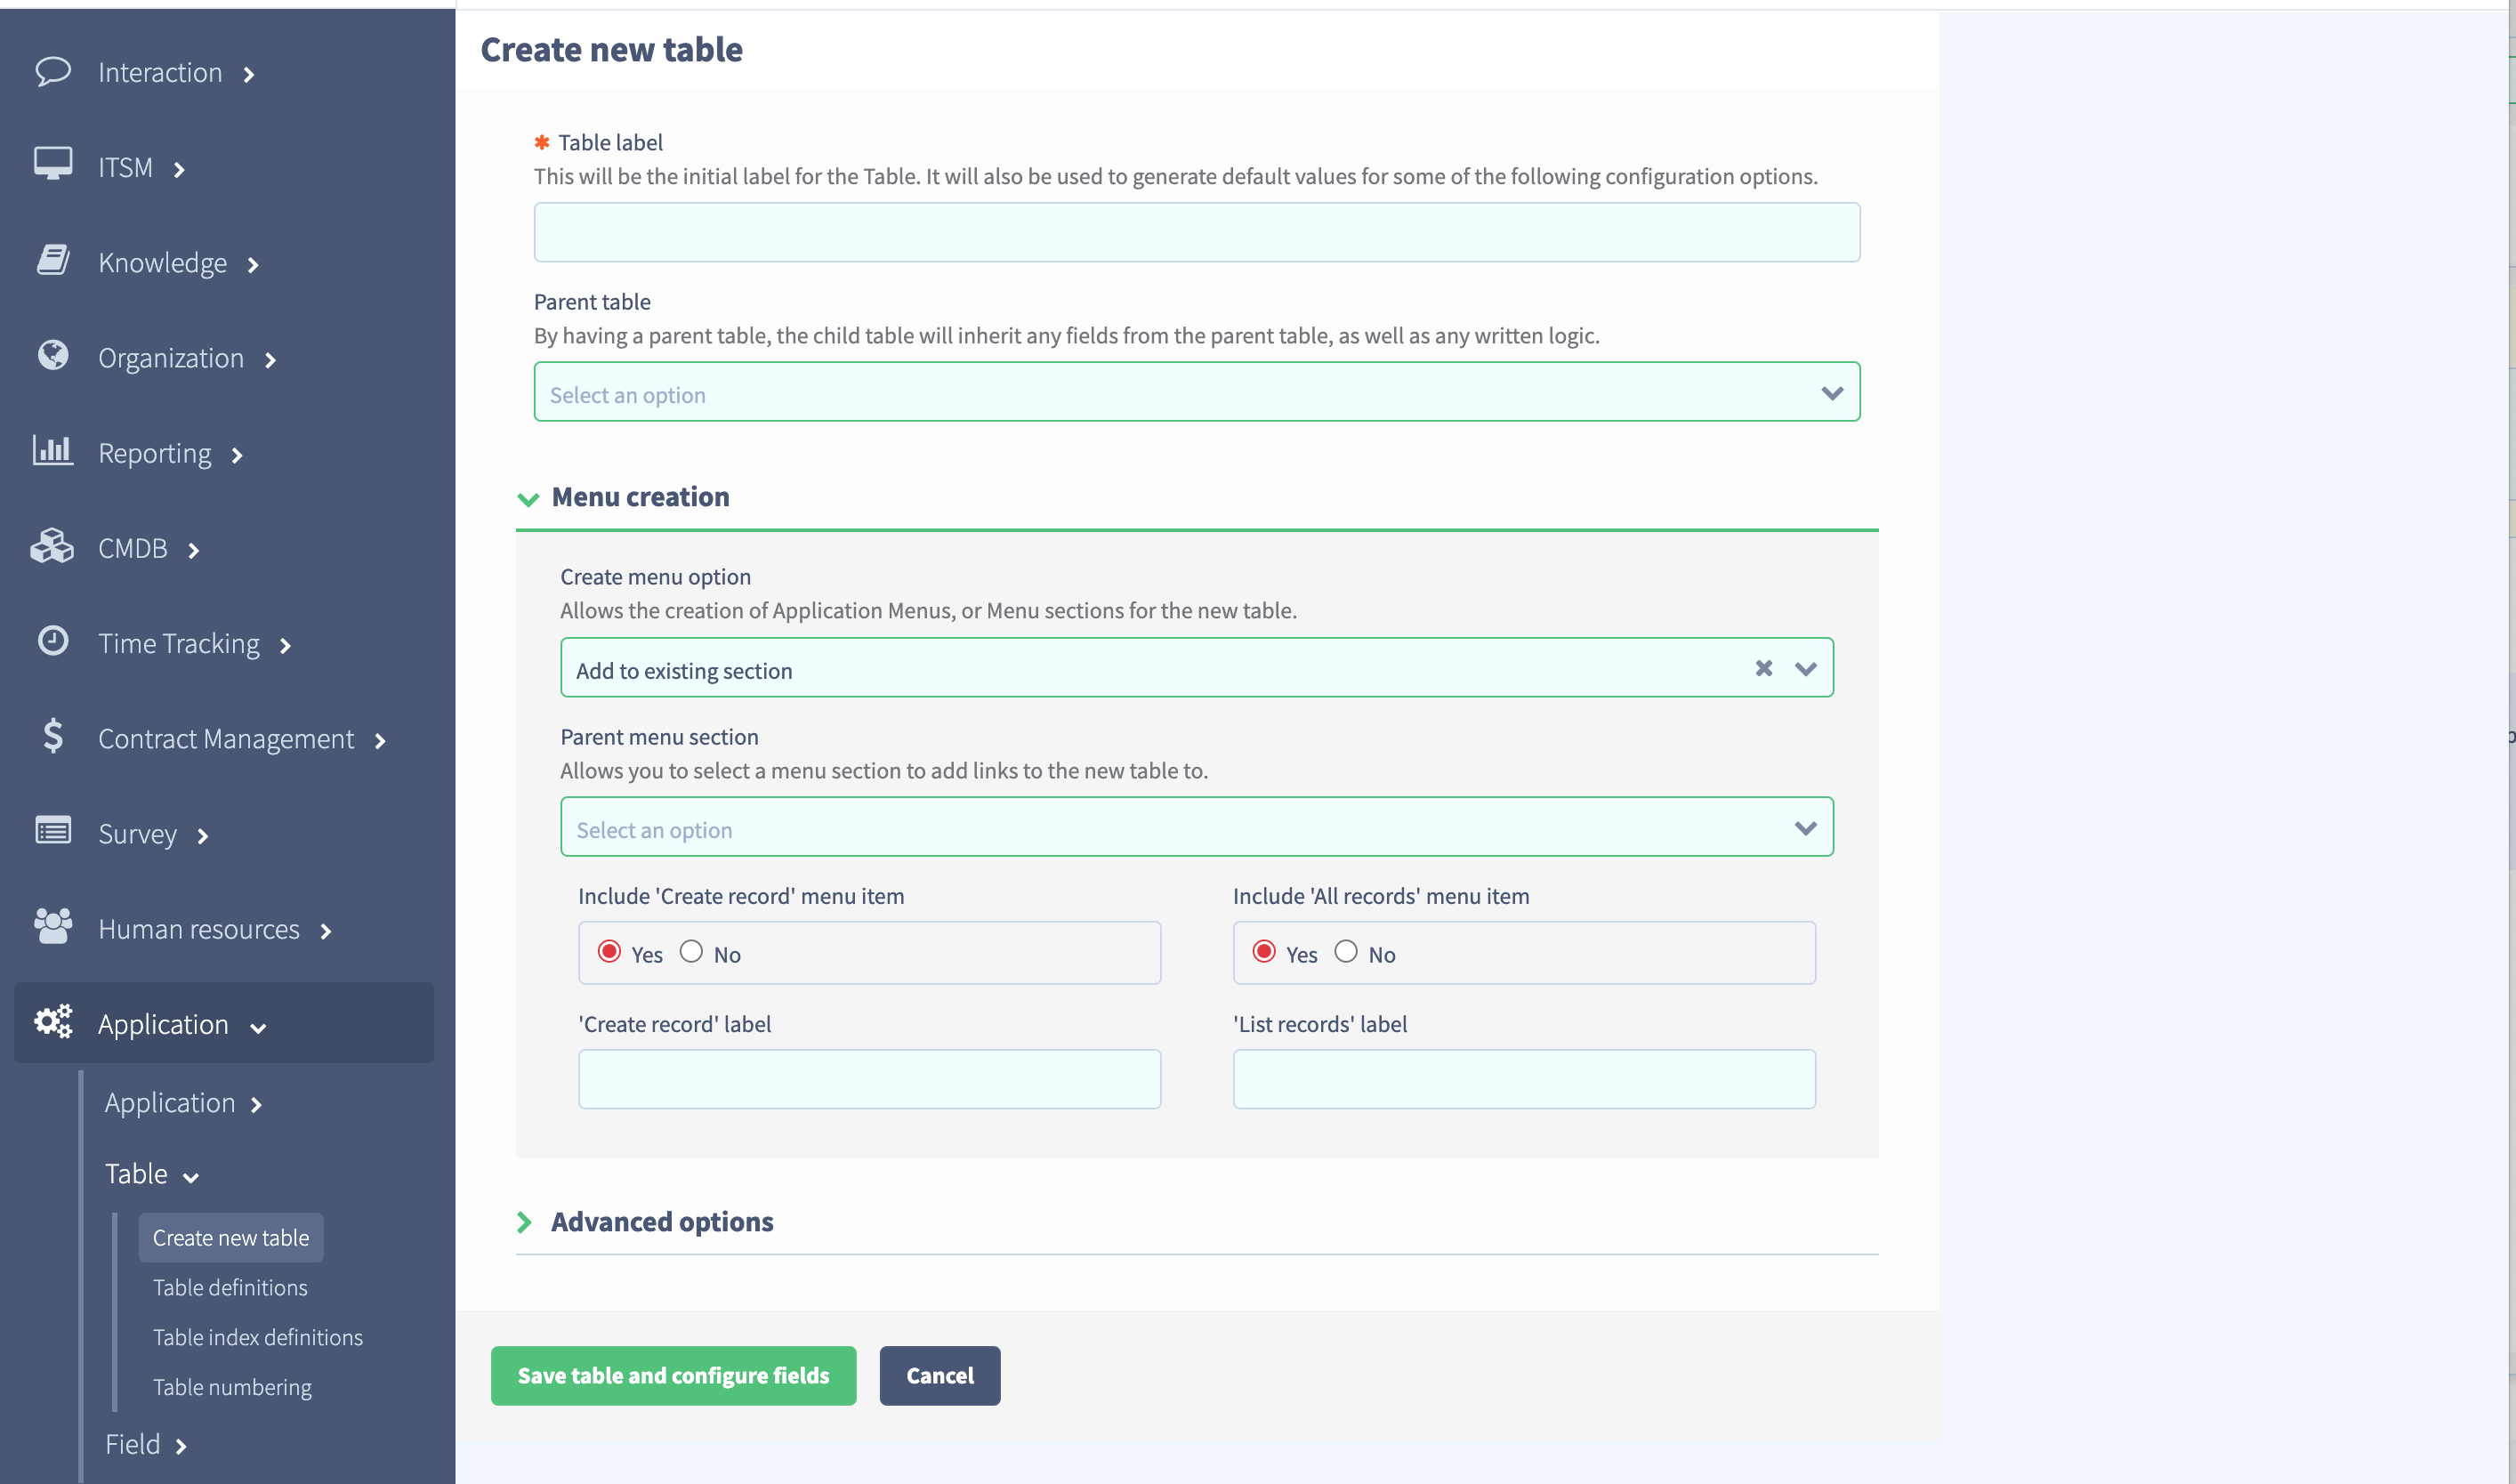 Interaction
ITSM
Knowledge
Organization
Reporting
CMDB
Time Tracking
Contract Management
Survey
Human resources
Application
Application
Table
Create new table
Table definitions
Table index definitions
Table numbering
Field
Create new table
* Table label
This will be the initial label for the Table. It will also be used to generate default values for some of the following configuration options.
Parent table
By having a parent table, the child table will inherit any fields from the parent table, as well as any written logic.
Select an option
Menu creation
Create menu option
Allows the creation of Application Menus, or Menu sections for the new table.
Add to existing section
Parent menu section
Allows you to select a menu section to add links to the new table to.
Select an option
Include 'Create record' menu item
Yes No
Include 'All records' menu item
Yes No
'Create record' label
'List records' label
Advanced options
Save table and configure fields
Cancel